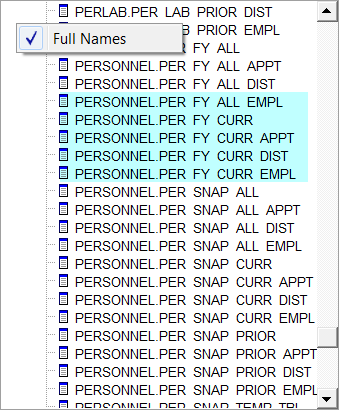 PERLAB.PER LAB PRIOR DIST
PRIOR EMPL
Full Names
FY ALL
PERSONNEL.PER FY ALL APPT
PERSONNEL.PER FY ALL DIST
PERSONNEL.PER FY ALL EMPL
PERSONNEL.PER FY CURR
PERSONNEL.PER FY CURR APPT
PERSONNEL.PER FY CURR DIST
PERSONNEL.PER FY CURR EMPL
PERSONNEL.PER SNAP ALL
PERSONNEL.PER SNAP ALL APPT
PERSONNEL.PER SNAP ALL DIST
PERSONNEL.PER SNAP ALL EMPL
PERSONNEL.PER SNAP CURR
PERSONNEL.PER SNAP CURR APPT
PERSONNEL.PER SNAP CURR DIST
PERSONNEL.PER SNAP CURR EMPL
PERSONNEL.PER SNAP PRIOR
PERSONNEL.PER SNAP PRIOR APPT
PERSONNEL.PER SNAP PRIOR DIST
PERSONNEL.PER SNAP PRIOR EMPL
PERSONNEL.PER SNAP TEMP TBL